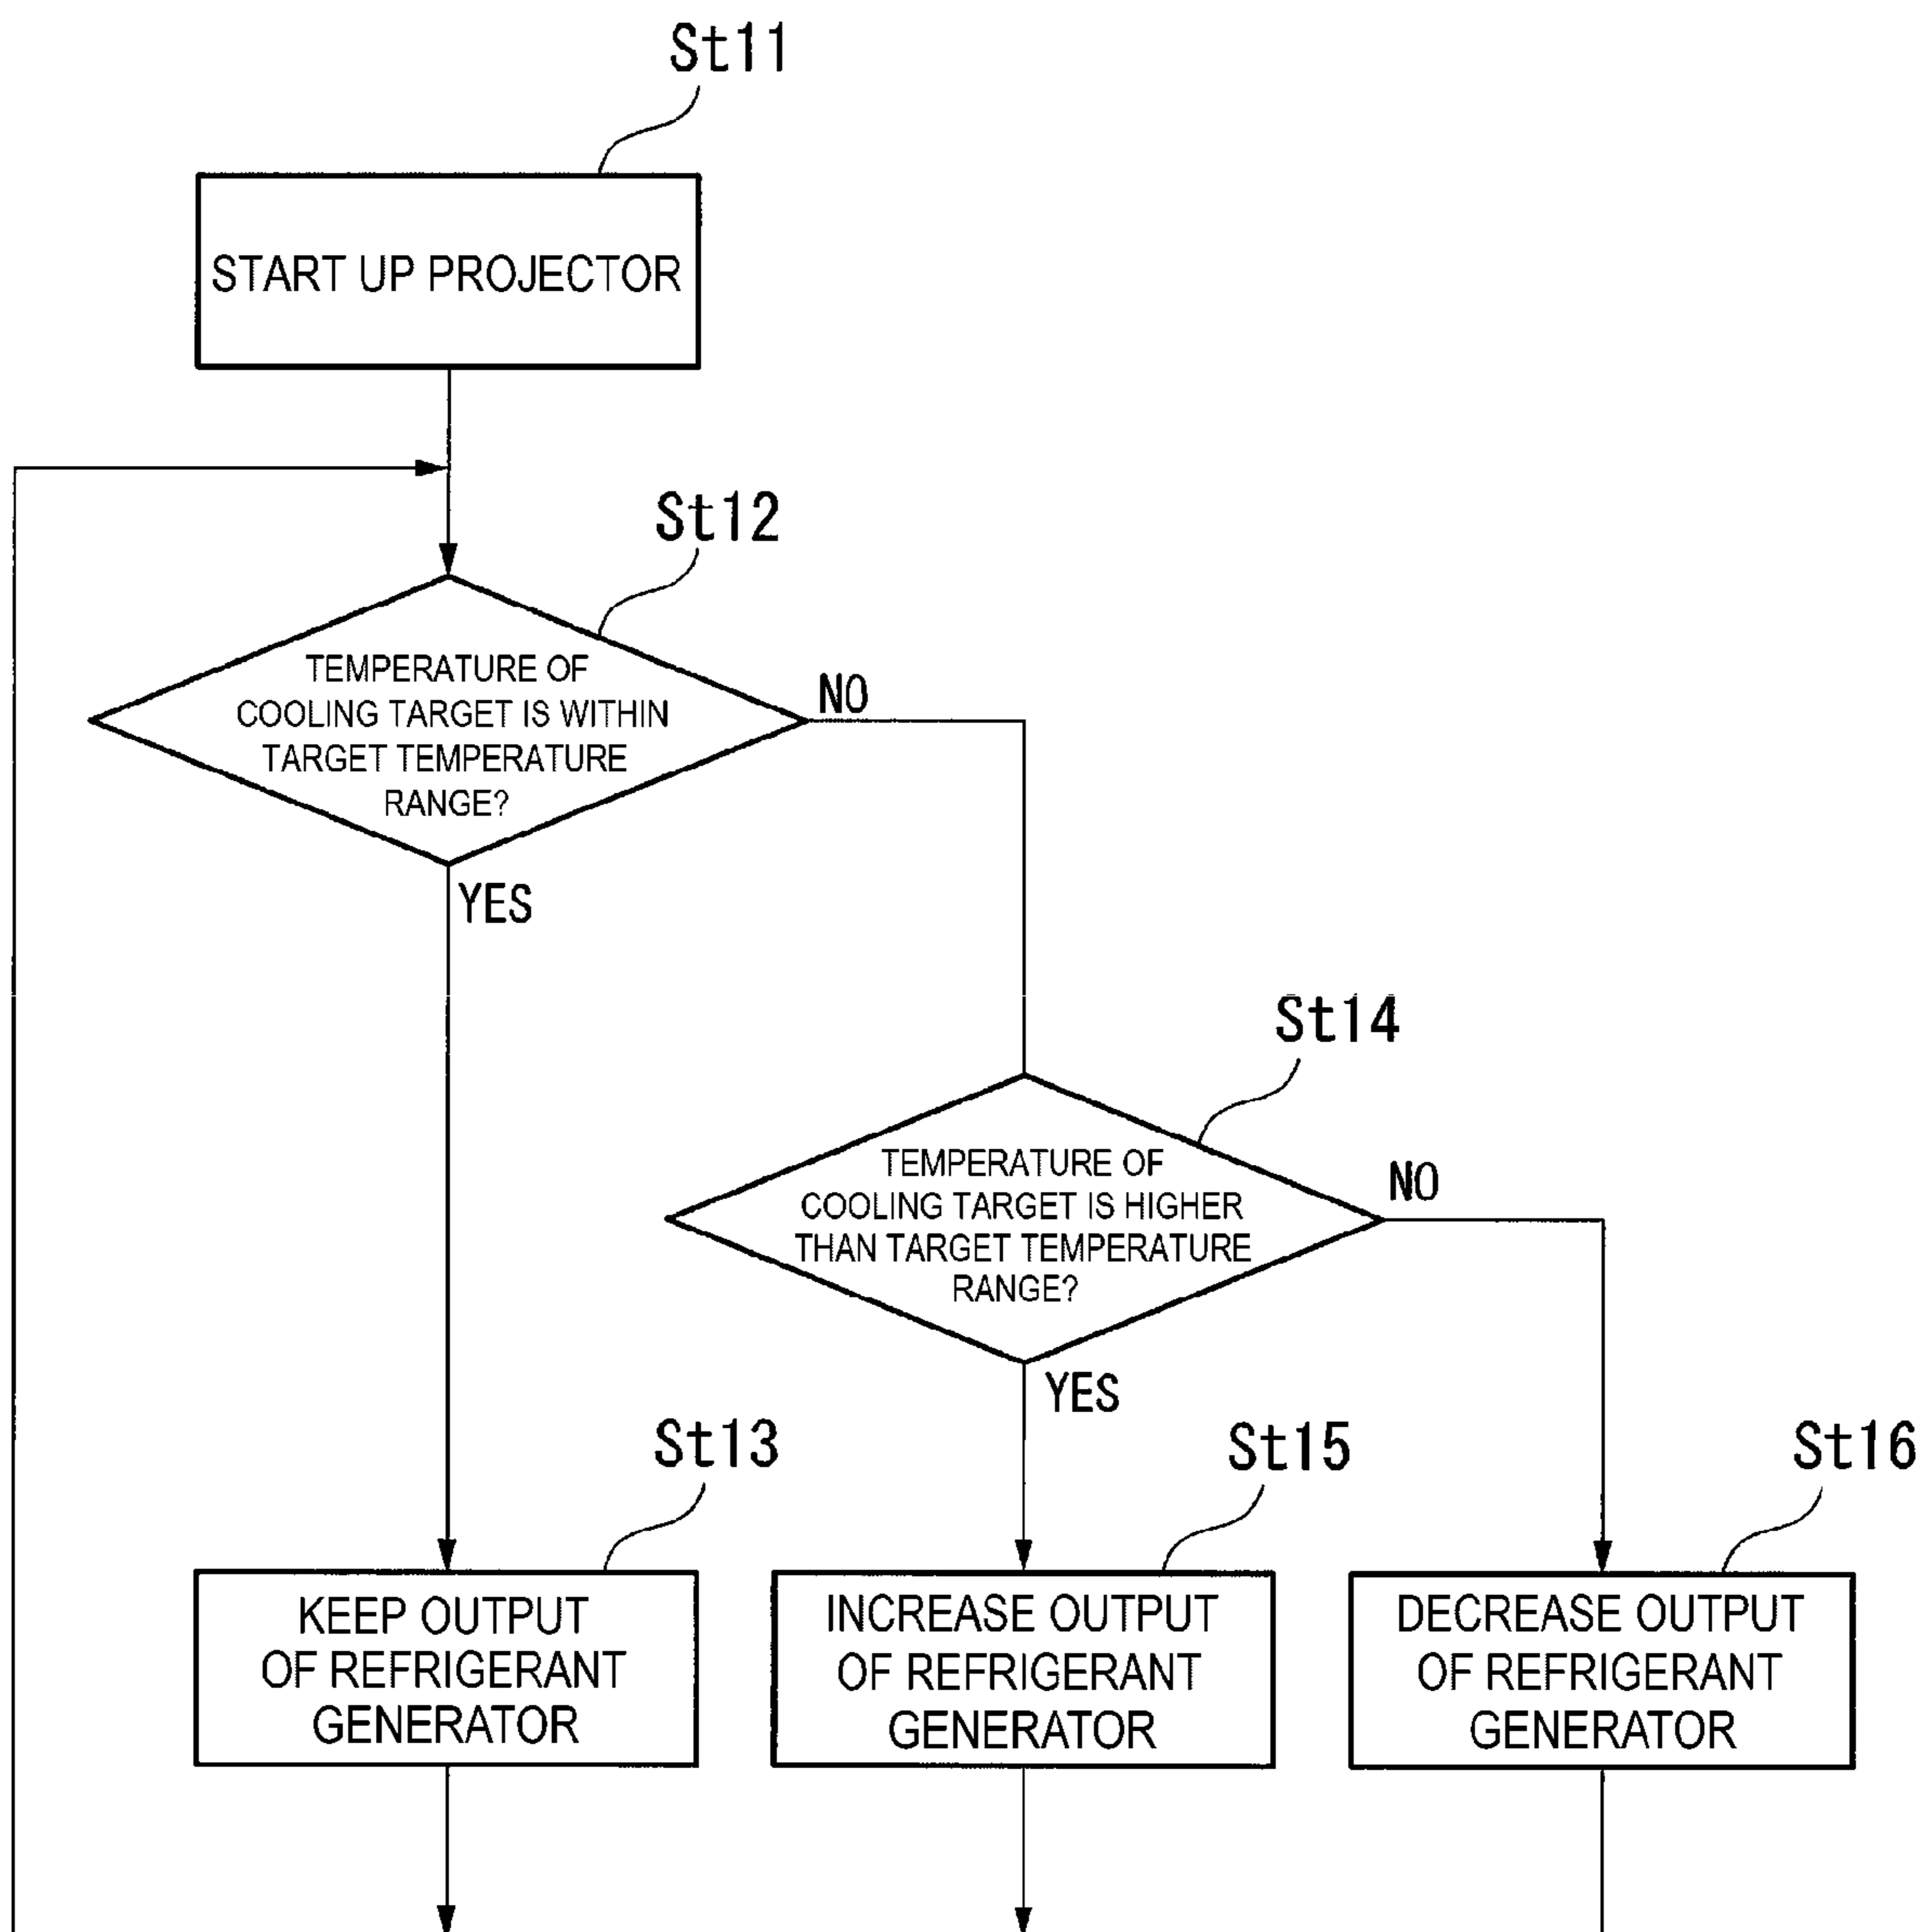 St11
START UP PROJECTOR
St12
TEMPERATURE OF
COOLING TARGET IS WITHIN
TARGET TEMPERATURE
RANGE?
NO
YES
St14
TEMPERATURE OF
COOLING TARGET IS HIGHER
THAN TARGET TEMPERATURE
RANGE?
NO
YES
St13
KEEP OUTPUT
OF REFRIGERANT
GENERATOR
St15
INCREASE OUTPUT
OF REFRIGERANT
GENERATOR
St16
DECREASE OUTPUT
OF REFRIGERANT
GENERATOR